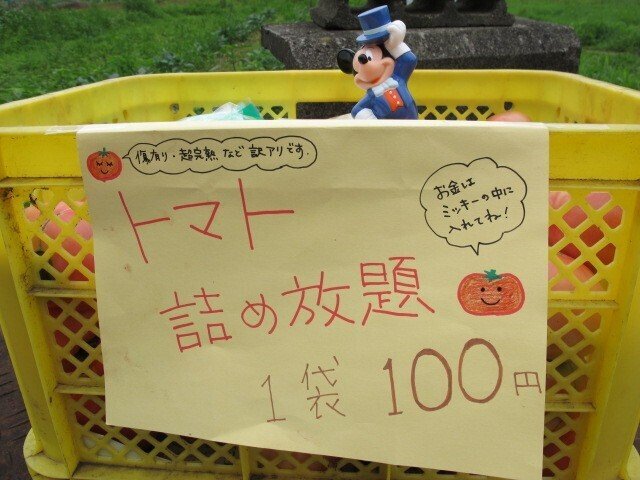 傷有り・超完熟など訳アリです.
トマト
お金は
ミッキーの中に
入れてね!
詰め放題
1袋 100円